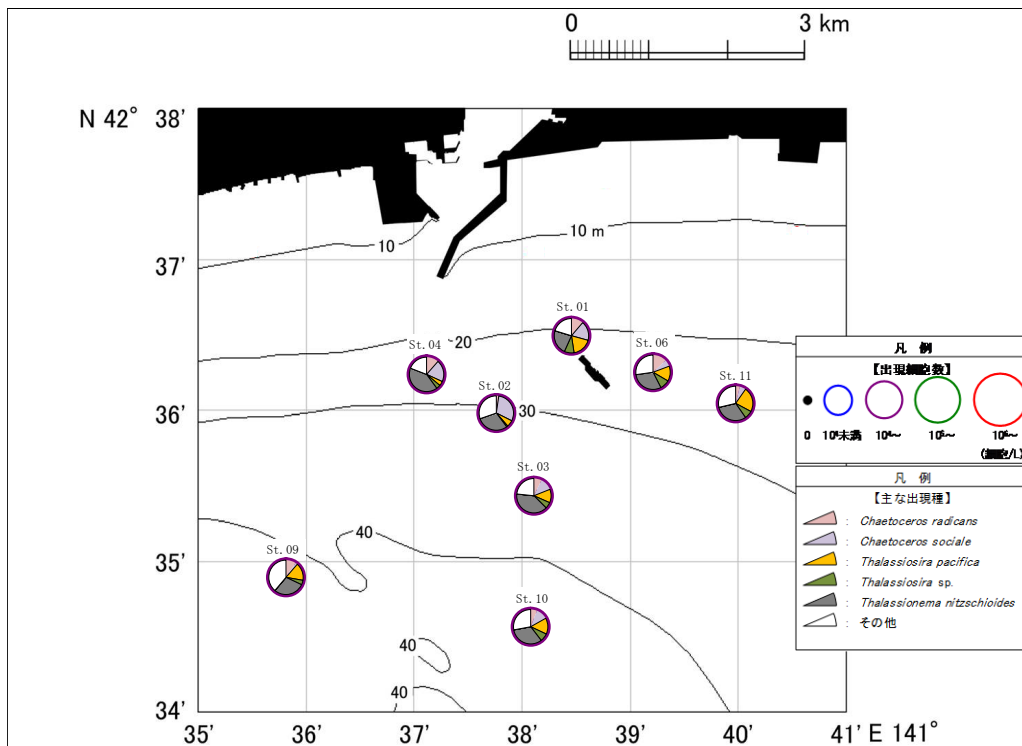 0 3 km
N 42° 38'
10
10 m
37'
St.01
20
St.04
St.06
St.11
St.02
36'
30
St.03
40
St.09
35'
St.10
40
40
34'
35' 36' 37' 38' 39' 40' 41' E 141°
凡 例
【出現細胞数】
0 10⁴未満 10⁴~ 10⁵~ 10⁶~
(細胞/L)
凡 例
【主な出現種】
: Chaetoceros radicans
: Chaetoceros sociale
: Thalassiosira pacifica
: Thalassiosira sp.
: Thalassionema nitzschioides
: その他